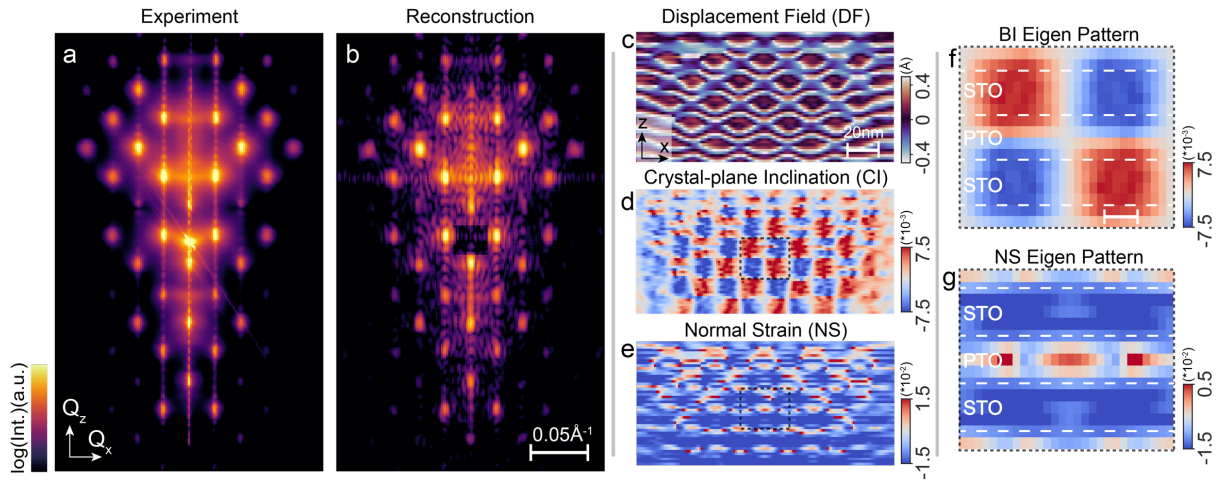 Experiment
Reconstruction
Displacement Field (DF)
a
b
c
(Å)
0.4
0
-0.4
z
x
20nm
Crystal-plane Inclination (CI)
d
(*10⁻³)
7.5
-7.5
Normal Strain (NS)
e
(*10⁻²)
1.5
-1.5
log(Int.)(a.u.)
Qz
Qx
0.05Å⁻¹
BI Eigen Pattern
f
STO
PTO
STO
(*10⁻³)
7.5
-7.5
NS Eigen Pattern
g
STO
PTO
STO
(*10⁻²)
0.5
-1.5